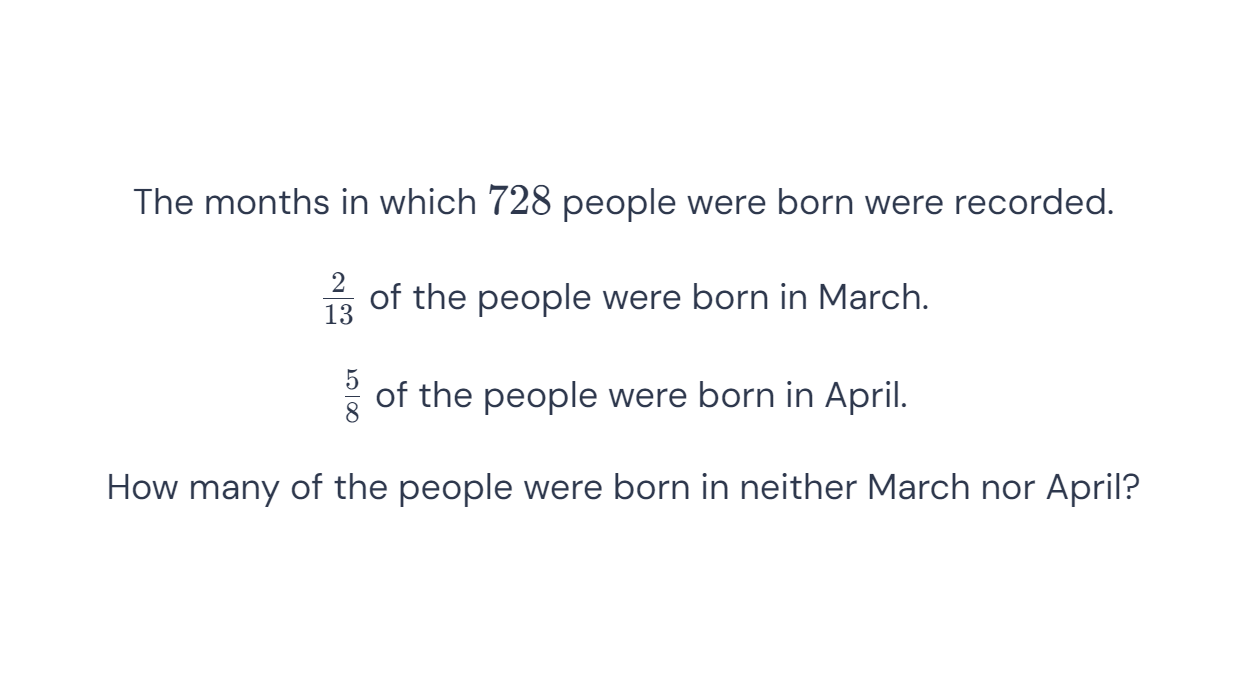 The months in which 728 people were born were recorded.
2/13 of the people were born in March.
5/8 of the people were born in April.
How many of the people were born in neither March nor April?